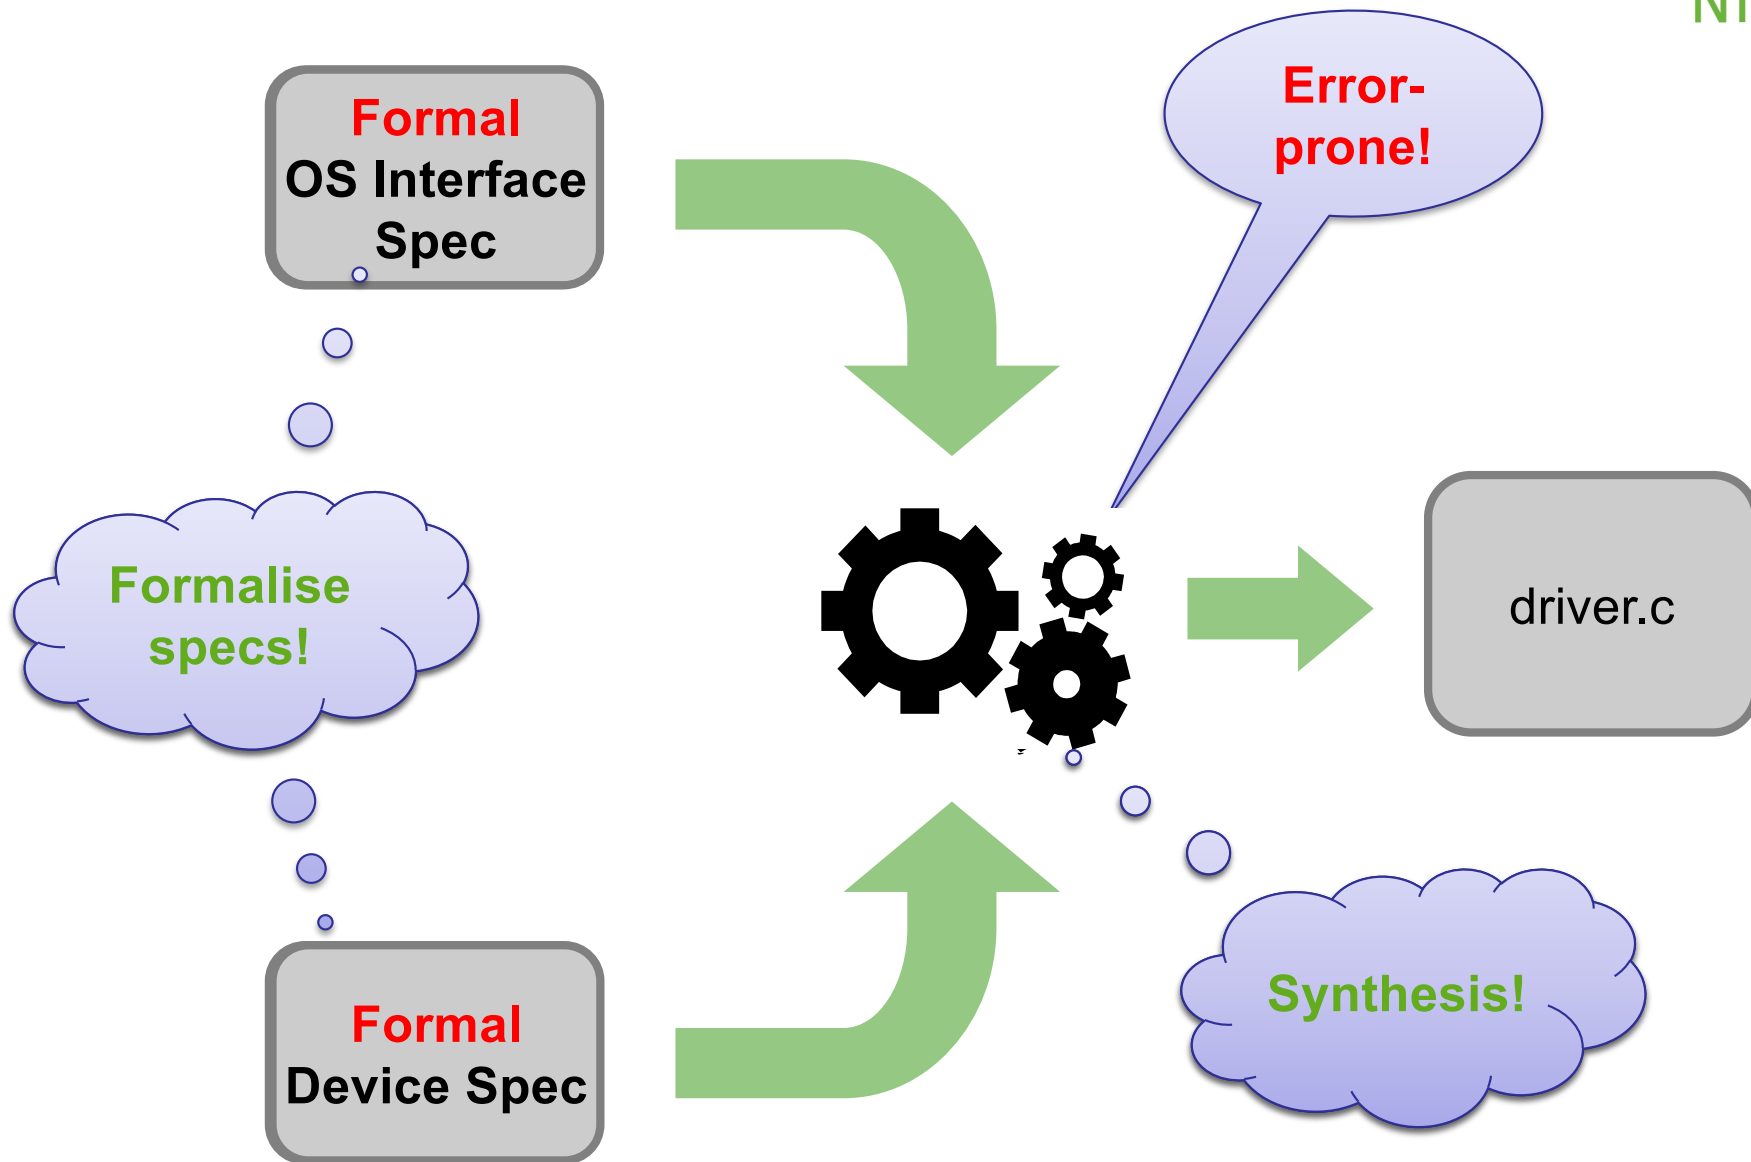 Formal
OS Interface
Spec
Error-
prone!
Formalise
specs!
driver.c
Synthesis!
Formal
Device Spec